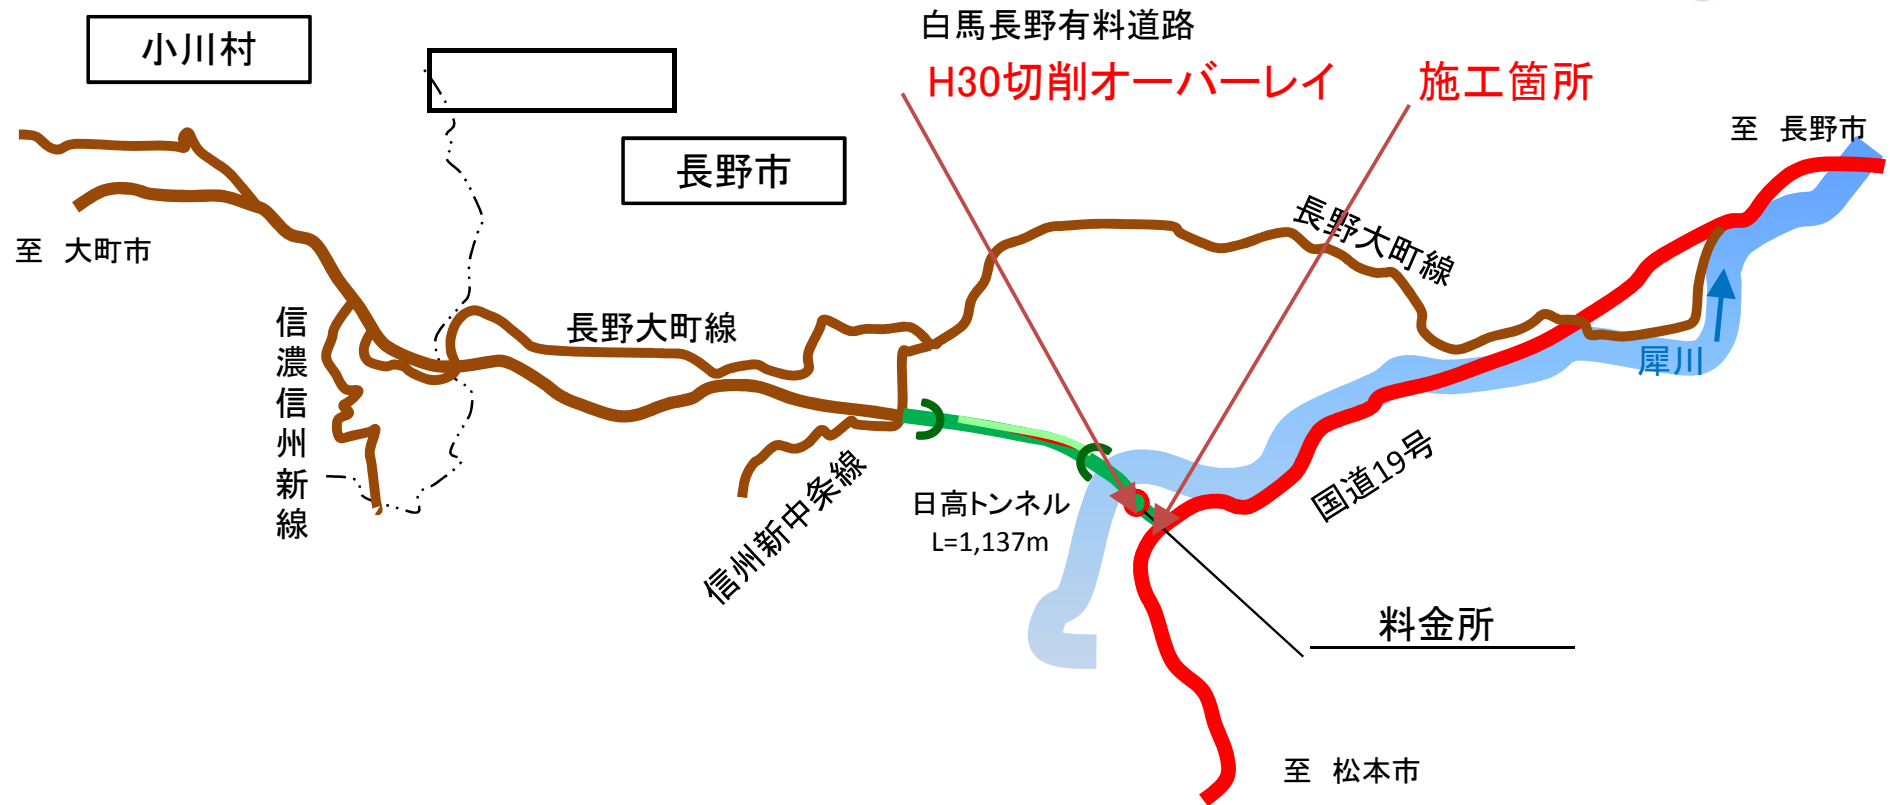 白馬長野有料道路
小川村
H30切削オーバーレイ
施工箇所
至 長野市
長野市
長野大町線
至 大町市
信濃信州新線
長野大町線
犀川
国道19号
信州新中条線
日高トンネル
L=1,137m
料金所
至 松本市